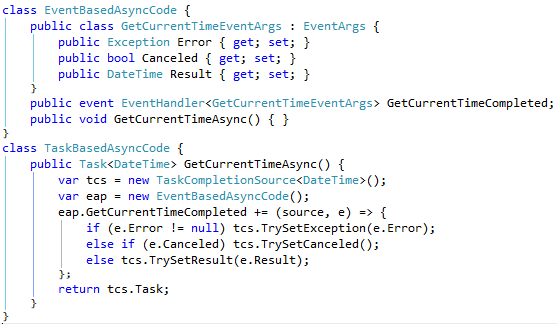 class EventBasedAsyncCode {
    public class GetCurrentTimeEventArgs : EventArgs {
        public Exception Error { get; set; }
        public bool Canceled { get; set; }
        public DateTime Result { get; set; }
    }
    public event EventHandler<GetCurrentTimeEventArgs> GetCurrentTimeCompleted;
    public void GetCurrentTimeAsync() { }
}
class TaskBasedAsyncCode {
    public Task<DateTime> GetCurrentTimeAsync() {
        var tcs = new TaskCompletionSource<DateTime>();
        var eap = new EventBasedAsyncCode();
        eap.GetCurrentTimeCompleted += (source, e) => {
            if (e.Error != null) tcs.TrySetException(e.Error);
            else if (e.Canceled) tcs.TrySetCanceled();
            else tcs.TrySetResult(e.Result);
        };
        return tcs.Task;
    }
}